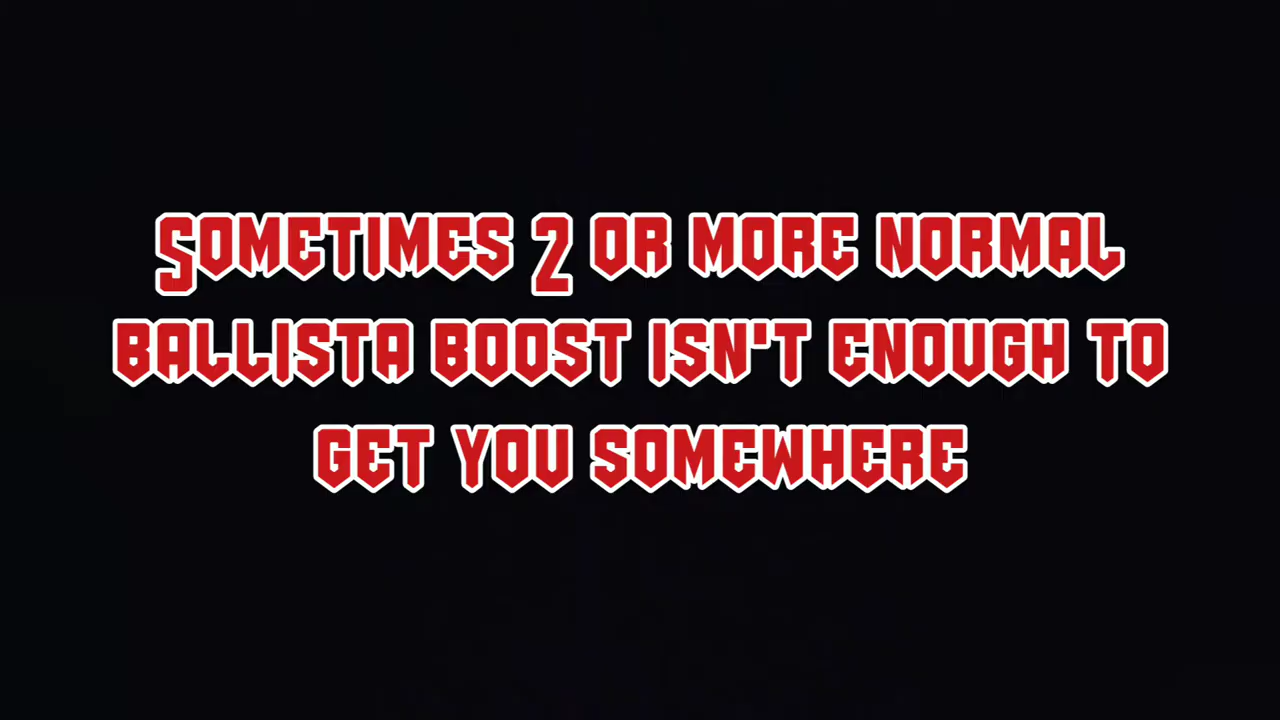 Sometimes 2 or more normal
ballista boost isn't enough to
get you somewhere